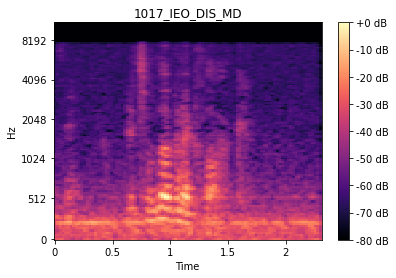 1017_IEO_DIS_MD
Hz
8192
4096
2048
1024
512
0
0
0.5
1
1.5
2
Time
+0 dB
-10 dB
-20 dB
-30 dB
-40 dB
-50 dB
-60 dB
-70 dB
-80 dB